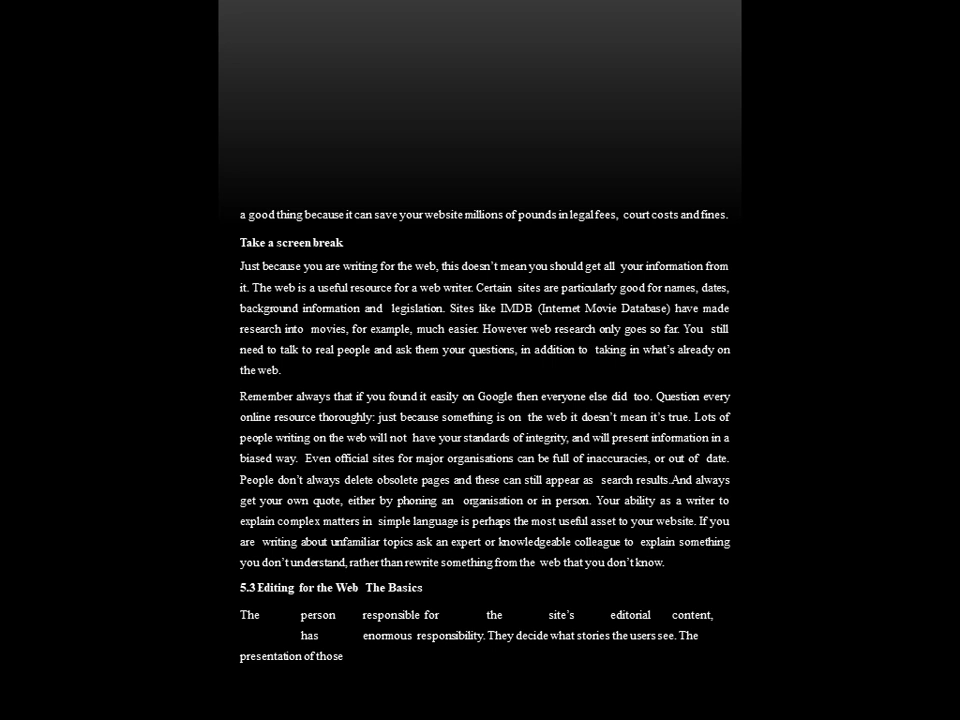 a good thing because it can save your website millions of pounds in legal fees, court costs and fines.
Take a screen break
Just because you are writing for the web, this doesn’t mean you should get all your information from
it. The web is a useful resource for a web writer. Certain sites are particularly good for names, dates,
background information and legislation. Sites like IMDB (Internet Movie Database) have made
research into movies, for example, much easier. However web research only goes so far. You still
need to talk to real people and ask them your questions, in addition to taking in what’s already on
the web.
Remember always that if you found it easily on Google then everyone else did too. Question every
online resource thoroughly: just because something is on the web it doesn’t mean it’s true. Lots of
people writing on the web will not have your standards of integrity, and will present information in a
biased way. Even official sites for major organisations can be full of inaccuracies, or out of date.
People don’t always delete obsolete pages and these can still appear as search results.And always
get your own quote, either by phoning an organisation or in person. Your ability as a writer to
explain complex matters in simple language is perhaps the most useful asset to your website. If you
are writing about unfamiliar topics ask an expert or knowledgeable colleague to explain something
you don’t understand, rather than rewrite something from the web that you don’t know.
5.3 Editing for the Web The Basics
The person responsible for the site’s editorial content,
has enormous responsibility. They decide what stories the users see. The
presentation of those